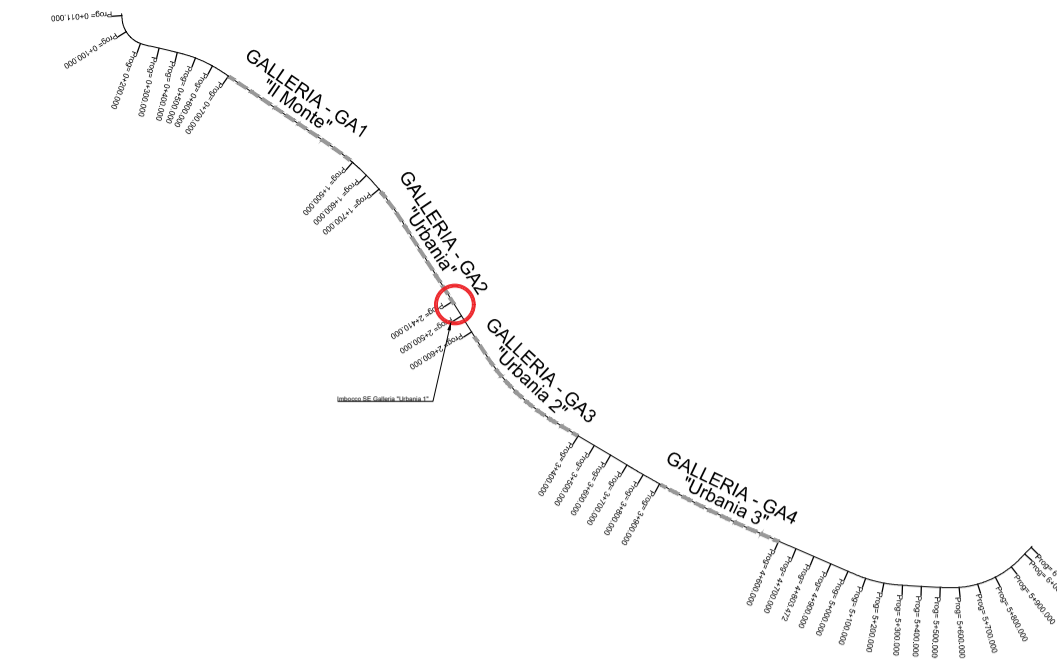 Prog= 0+011.000
Prog= 0+100.000
Prog= 0+200.000
Prog= 0+300.000
Prog= 0+400.000
Prog= 0+500.000
Prog= 0+600.000
Prog= 0+700.000
GALLERIA - GA1
"Il Monte"
Prog= 1+500.000
Prog= 1+600.000
Prog= 1+700.000
GALLERIA - GA2
"Urbania"
Prog= 2+410.000
Prog= 2+500.000
Prog= 2+600.000
Imbocco SE Galleria "Urbania 1"
GALLERIA - GA3
"Urbania 2"
Prog= 3+400.000
Prog= 3+500.000
Prog= 3+600.000
Prog= 3+700.000
Prog= 3+800.000
Prog= 3+900.000
GALLERIA - GA4
"Urbania 3"
Prog= 4+600.000
Prog= 4+700.000
Prog= 4+803.472
Prog= 4+900.000
Prog= 5+000.000
Prog= 5+100.000
Prog= 5+200.000
Prog= 5+300.000
Prog= 5+400.000
Prog= 5+500.000
Prog= 5+600.000
Prog= 5+700.000
Prog= 5+800.000
Prog= 5+900.000
Prog= 6+0
Prog= 6